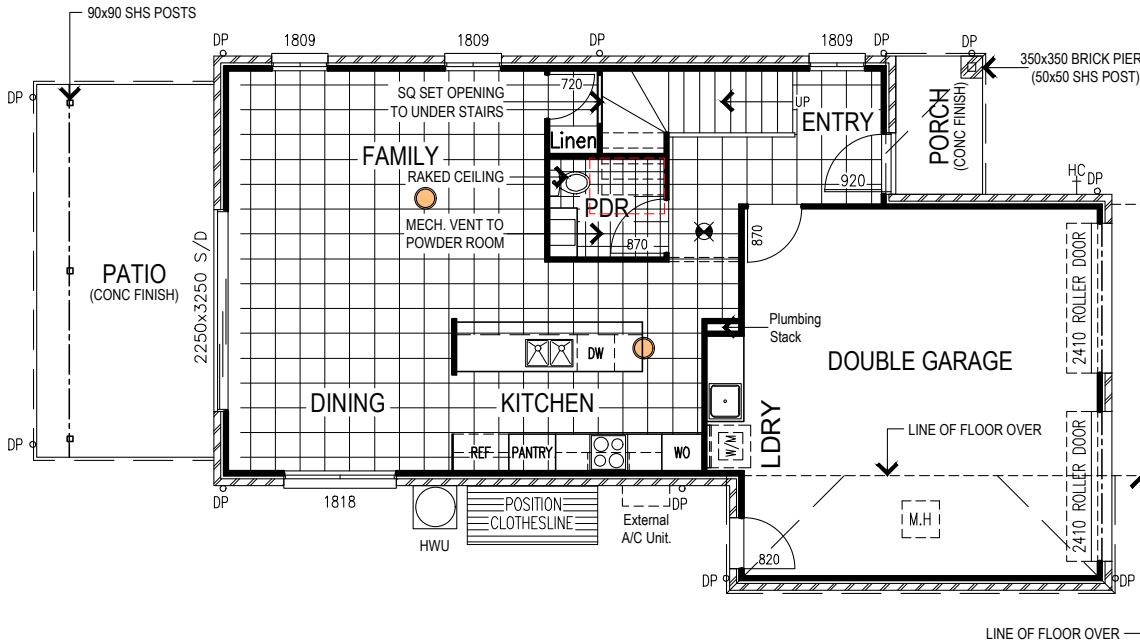 90x90 SHS POSTS
DP
1809
1809
DP
1809
DP
DP
350x350 BRICK PIER
(50x50 SHS POST)
DP
SQ SET OPENING
TO UNDER STAIRS
720
UP
ENTRY
PORCH
(CONC FINISH)
Linen
FAMILY
RAKED CEILING
PDR
920
HC
DP
MECH. VENT TO
POWDER ROOM
870
870
PATIO
(CONC FINISH)
2250x3250 S/D
2410 ROLLER DOOR
Plumbing
Stack
DW
DOUBLE GARAGE
DINING
KITCHEN
LDRY
LINE OF FLOOR OVER
2410 ROLLER DOOR
DP
REF
PANTRY
WO
W/M
DP
1818
POSITION
CLOTHESLINE
DP
External
A/C Unit.
M.H
HWU
820
DP
DP
LINE OF FLOOR OVER